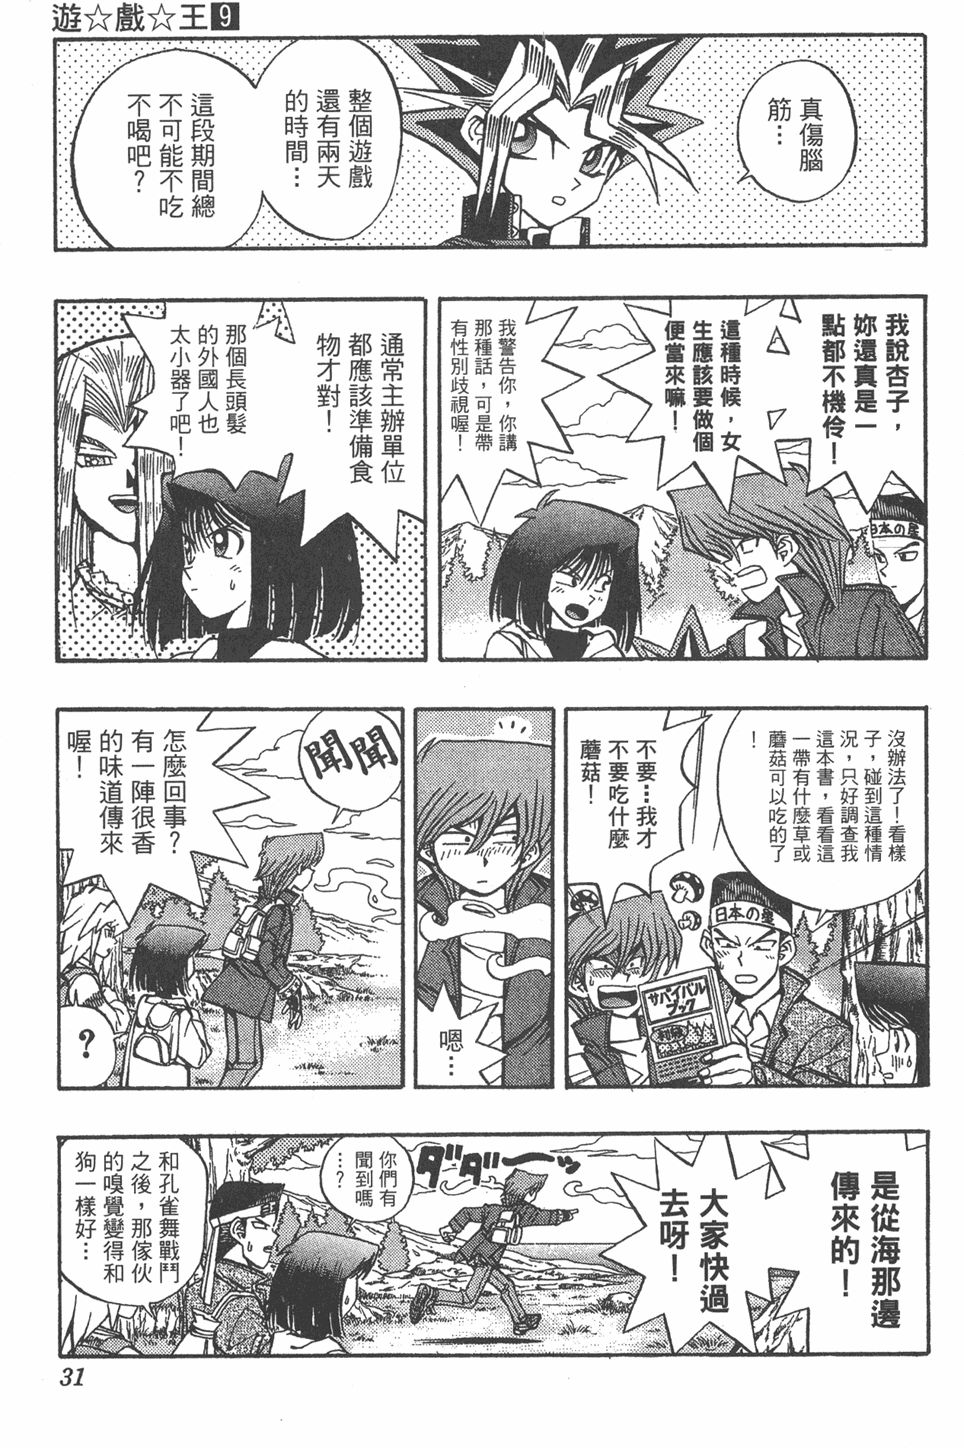 遊☆戲☆王9
真傷腦
筋…
整個遊戲
還有兩天
的時間…
這段期間總
不可能不吃
不喝吧？
我說杏子，
妳還真是一
點都不機伶！
這種時候，女
生應該要做個
便當來嘛！
我警告你，你講
那種話，可是帶
有性別歧視喔！
日本の星
通常主辦單位
都應該準備食
物才對！
那個長頭髮
的外國人也
太小器了吧！
沒辦法了！看樣
子，碰到這種情
況，只好調查我
這本書，看看這
一帶有什麼草或
蘑菇可以吃的了
！
不要…我才
不要吃什麼
蘑菇！
日本の星
サバイバル
ブック
嗯…
聞聞
怎麼回事？
有一陣很香
的味道傳來
喔！
？
是從海那邊
傳來的！
大家快過
去呀！
ダダーーッ
你們有
聞到嗎
…？
和孔雀舞戰鬥
之後，那傢伙
的嗅覺變得和
狗一樣好…
31